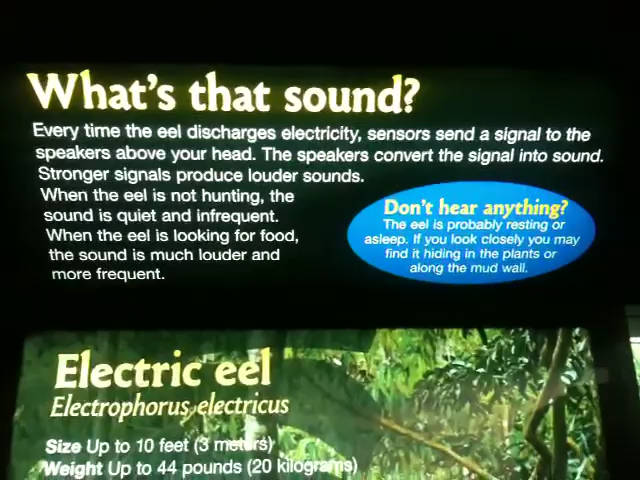 What's that sound?
Every time the eel discharges electricity, sensors send a signal to the
speakers above your head. The speakers convert the signal into sound.
Stronger signals produce louder sounds.
When the eel is not hunting, the
sound is quiet and infrequent.
When the eel is looking for food,
the sound is much louder and
more frequent.
Don't hear anything?
The eel is probably resting or
asleep. If you look closely you may
find it hiding in the plants or
along the mud wall.
Electric eel
Electrophorus electricus
Size Up to 10 feet (3 meters)
Weight Up to 44 pounds (20 kilograms)